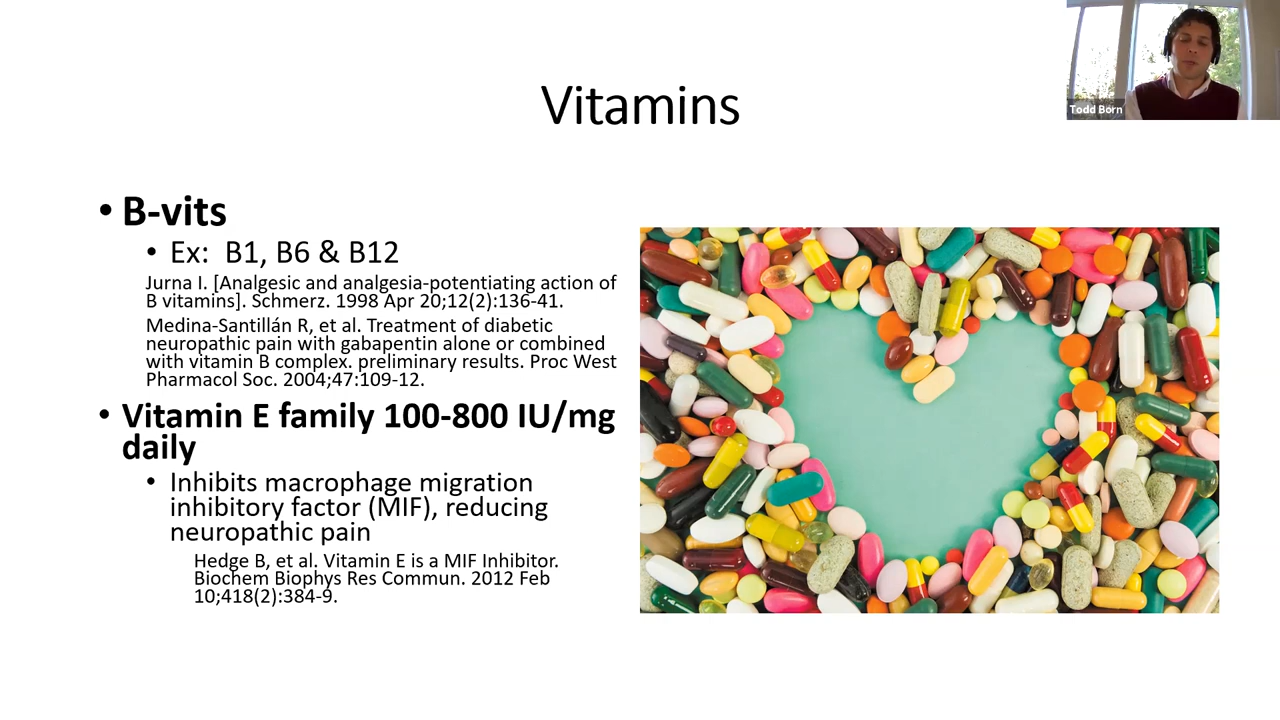 Todd Born
Vitamins
• B-vits
• Ex:  B1, B6 & B12
Jurna I. [Analgesic and analgesia-potentiating action of
B vitamins]. Schmerz. 1998 Apr 20;12(2):136-41.
Medina-Santillán R, et al. Treatment of diabetic
neuropathic pain with gabapentin alone or combined
with vitamin B complex. preliminary results. Proc West
Pharmacol Soc. 2004;47:109-12.
• Vitamin E family 100-800 IU/mg
daily
• Inhibits macrophage migration
inhibitory factor (MIF), reducing
neuropathic pain
Hedge B, et al. Vitamin E is a MIF Inhibitor.
Biochem Biophys Res Commun. 2012 Feb
10;418(2):384-9.